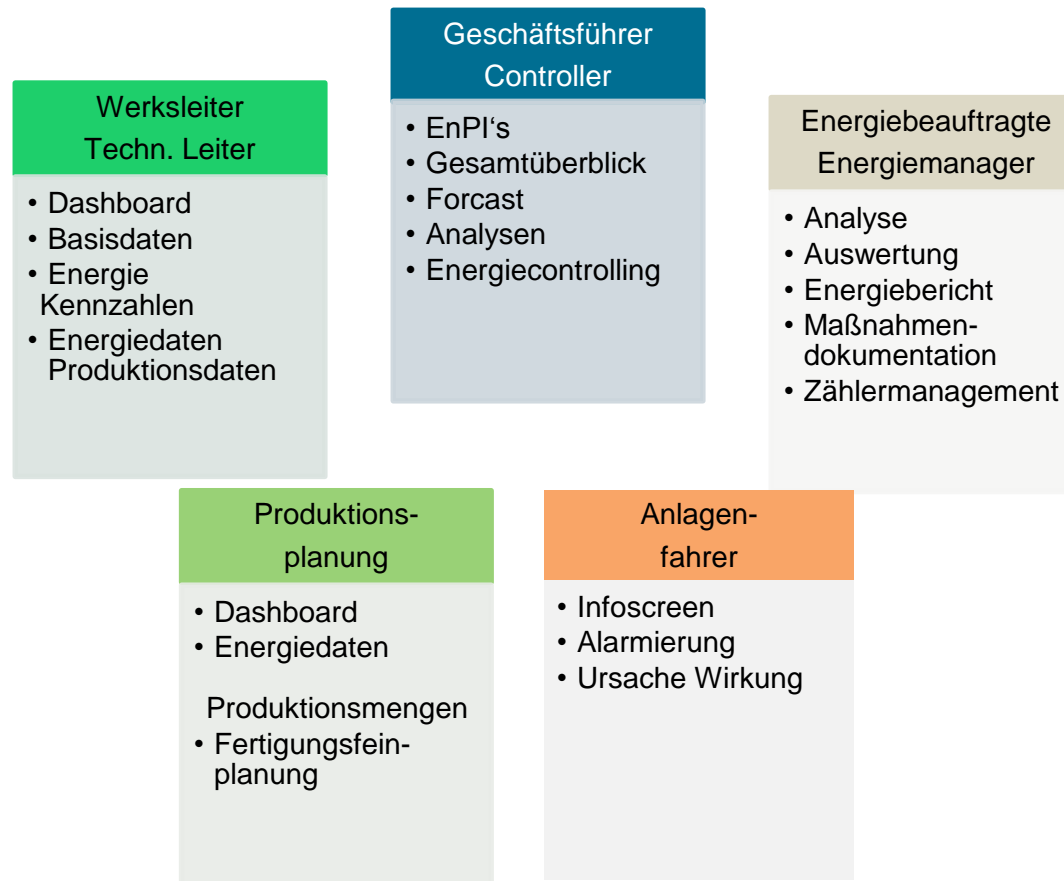 Geschäftsführer
Controller
• EnPI‘s
• Gesamtüberblick
• Forcast
• Analysen
• Energiecontrolling
Werksleiter
Techn. Leiter
• Dashboard
• Basisdaten
• Energie
Kennzahlen
• Energiedaten
Produktionsdaten
Energiebeauftragte
Energiemanager
• Analyse
• Auswertung
• Energiebericht
• Maßnahmen-
dokumentation
• Zählermanagement
Produktions-
planung
• Dashboard
• Energiedaten
Produktionsmengen
• Fertigungsfein-
planung
Anlagen-
fahrer
• Infoscreen
• Alarmierung
• Ursache Wirkung